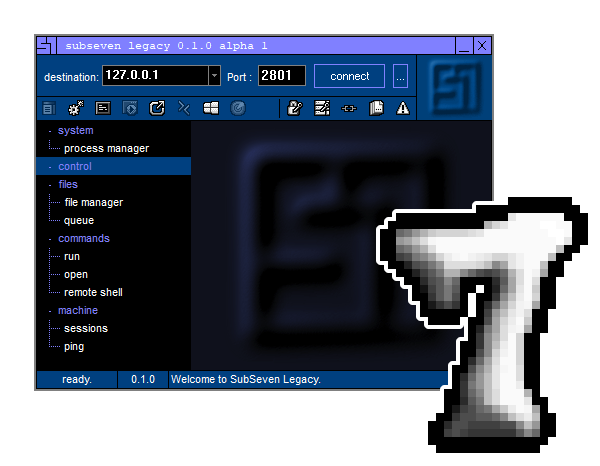 subseven legacy 0.1.0 alpha 1
destination: 127.0.0.1 Port : 2801 connect ...
system
process manager
control
files
file manager
queue
commands
run
open
remote shell
machine
sessions
ping
ready. 0.1.0 Welcome to SubSeven Legacy.
7